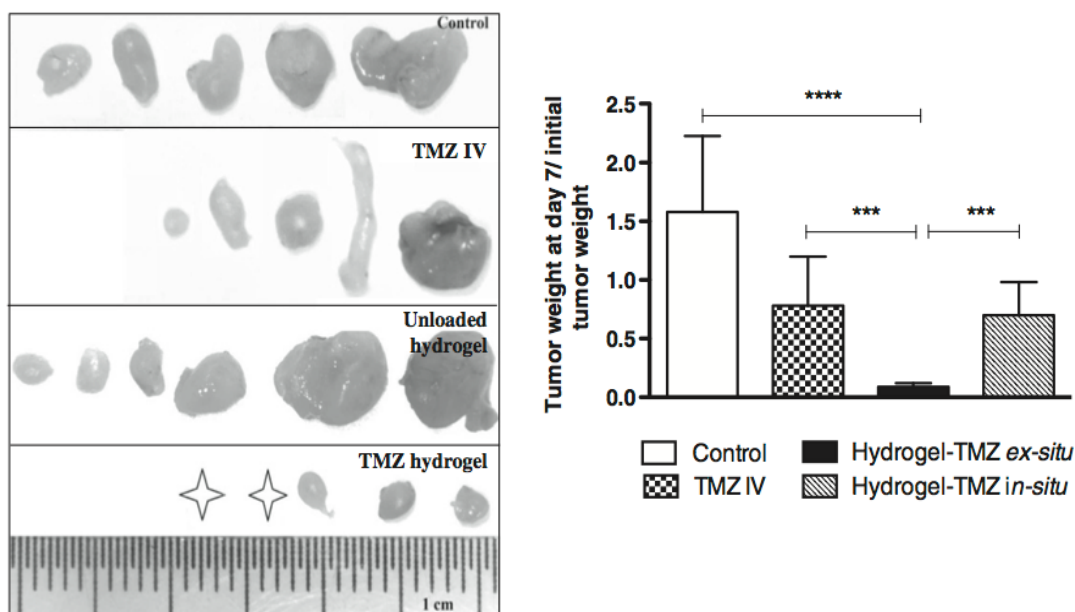 Control
TMZ IV
Unloaded
hydrogel
TMZ hydrogel
1 cm
Tumor weight at day 7/ initial
tumor weight
2.5
2.0
1.5
1.0
0.5
0.0
****
***
***
Control
Hydrogel-TMZ ex-situ
TMZ IV
Hydrogel-TMZ in-situ